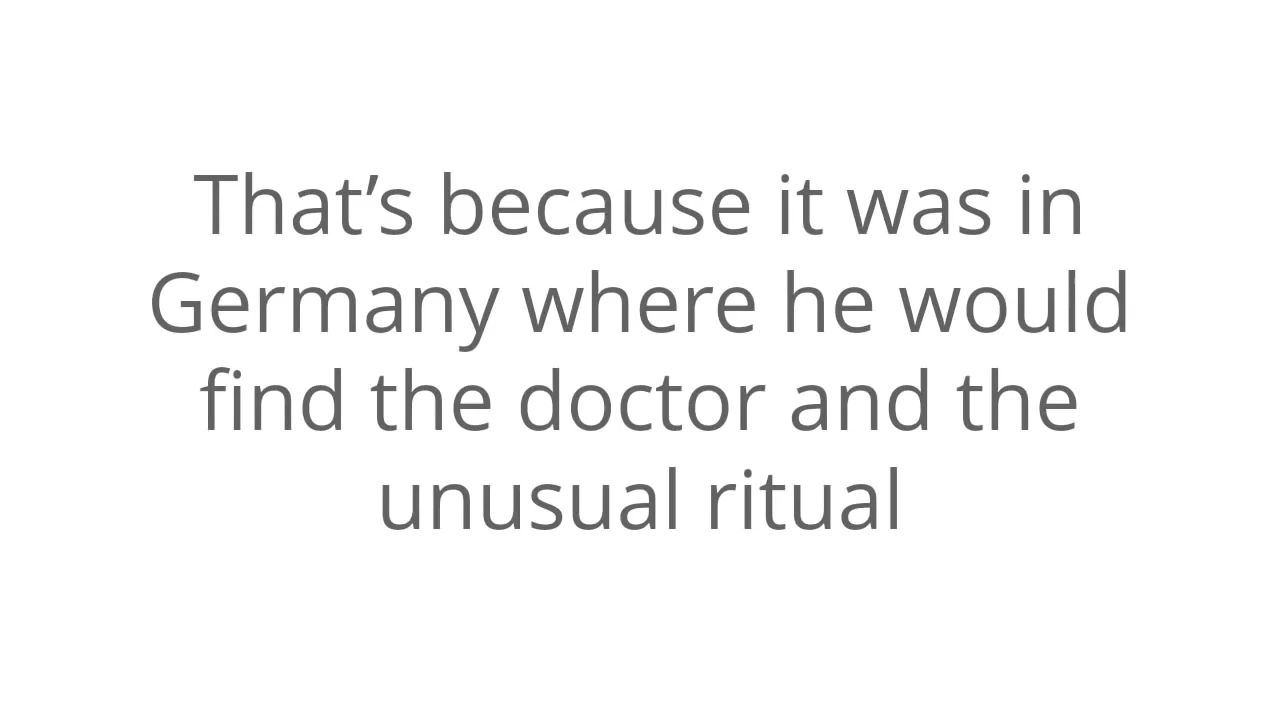 That’s because it was in
Germany where he would
find the doctor and the
unusual ritual